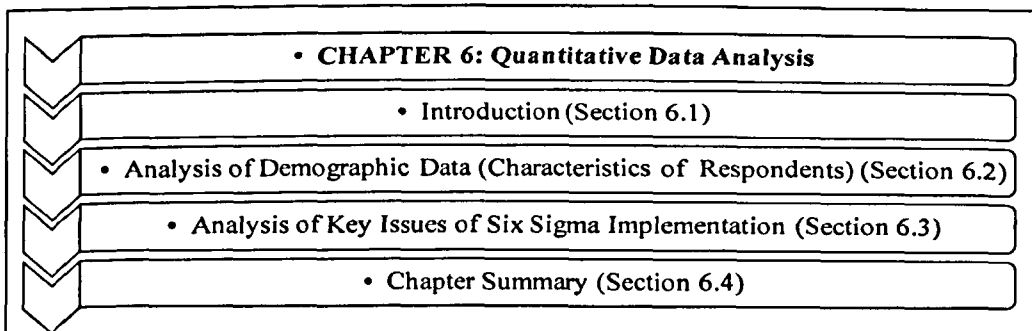 • CHAPTER 6: Quantitative Data Analysis
• Introduction (Section 6.1)
• Analysis of Demographic Data (Characteristics of Respondents) (Section 6.2)
• Analysis of Key Issues of Six Sigma Implementation (Section 6.3)
• Chapter Summary (Section 6.4)